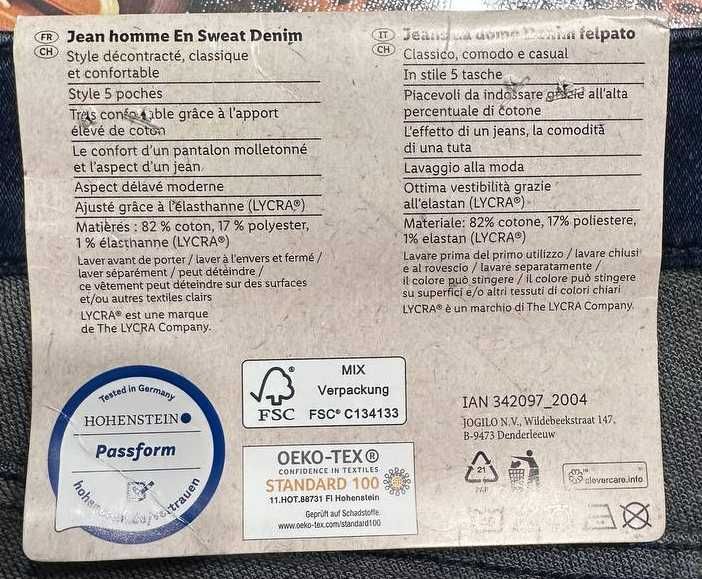 FR
CH
Jean homme En Sweat Denim
Style décontracté, classique
et confortable
Style 5 poches
grâce à l'apport
élevé de coton
Le confort d'un pantalon molletonné
et l'aspect d'un jean
Aspect délavé moderne
Ajusté grâce à l'élasthanne (LYCRA®)
Matières : 82 % coton, 17 % polyester,
1 % élasthanne (LYCRA®)
Laver avant de porter / laver à l'envers et fermé /
laver séparément / peut déteindre /
ce vêtement peut déteindre sur des surfaces
et/ou autres textiles clairs
LYCRA® est une marque
de The LYCRA Company.
IT
CH
Jeans da uomo Denim felpato
Classico, comodo e casual
In stile 5 tasche
Piacevoli da indossare grazie all'alta
percentuale di cotone
L'effetto di un jeans, la comodità
di una tuta
Lavaggio alla moda
Ottima vestibilità grazie
all'elastan (LYCRA®)
Materiale: 82% cotone, 17% poliestere,
1% elastan (LYCRA®)
Lavare prima del primo utilizzo / lavare chiusi
e al rovescio / lavare separatamente /
il colore può stingere / il colore può stingere
su superfici e/o altri tessuti di colori chiari
LYCRA® è un marchio di The LYCRA Company.
Tested in Germany
HOHENSTEIN
Passform
FSC
MIX
Verpackung
FSC® C134133
OEKO-TEX®
CONFIDENCE IN TEXTILES
STANDARD 100
11.HOT.88731 FI Hohenstein
Geprüft auf Schadstoffe.
www.oeko-tex.com/standard100
IAN 342097_2004
JOGILO N.V., Wildebeekstraat 147,
B-9473 Denderleeuw
21
PAP
clevercare.info